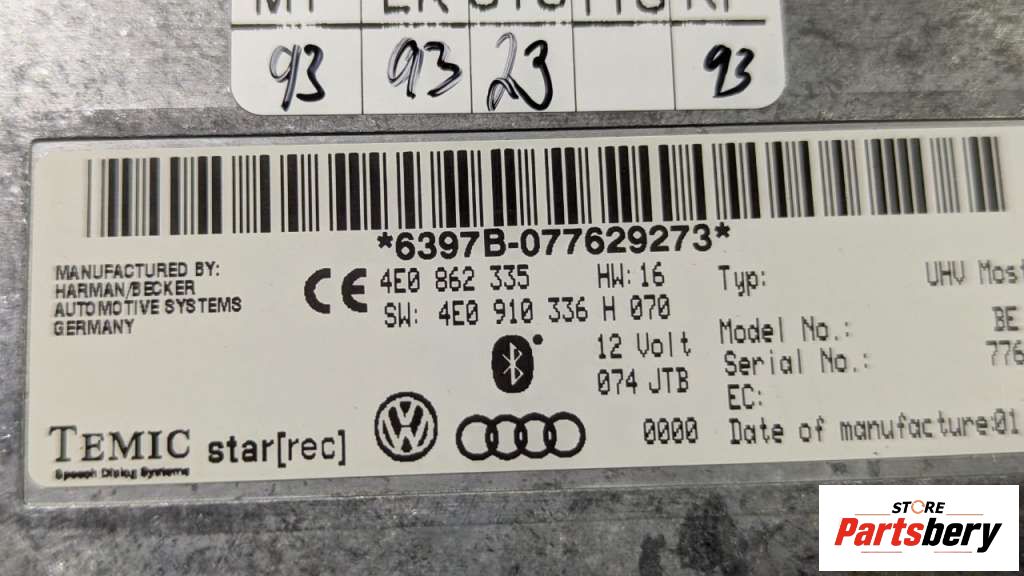 93 93 23 93
*6397B-077629273*
MANUFACTURED BY:
HARMAN/BECKER
AUTOMOTIVE SYSTEMS
GERMANY
CE
4E0 862 335 HW: 16
SW: 4E0 910 336 H 070
12 Volt
074 JTB
0000
Typ: UHV Most
Model No.: BE
Serial No.: 776
EC:
Date of manufacture:01
TEMIC
Speech Dialog Systems
star[rec]
STORE
Partsbery